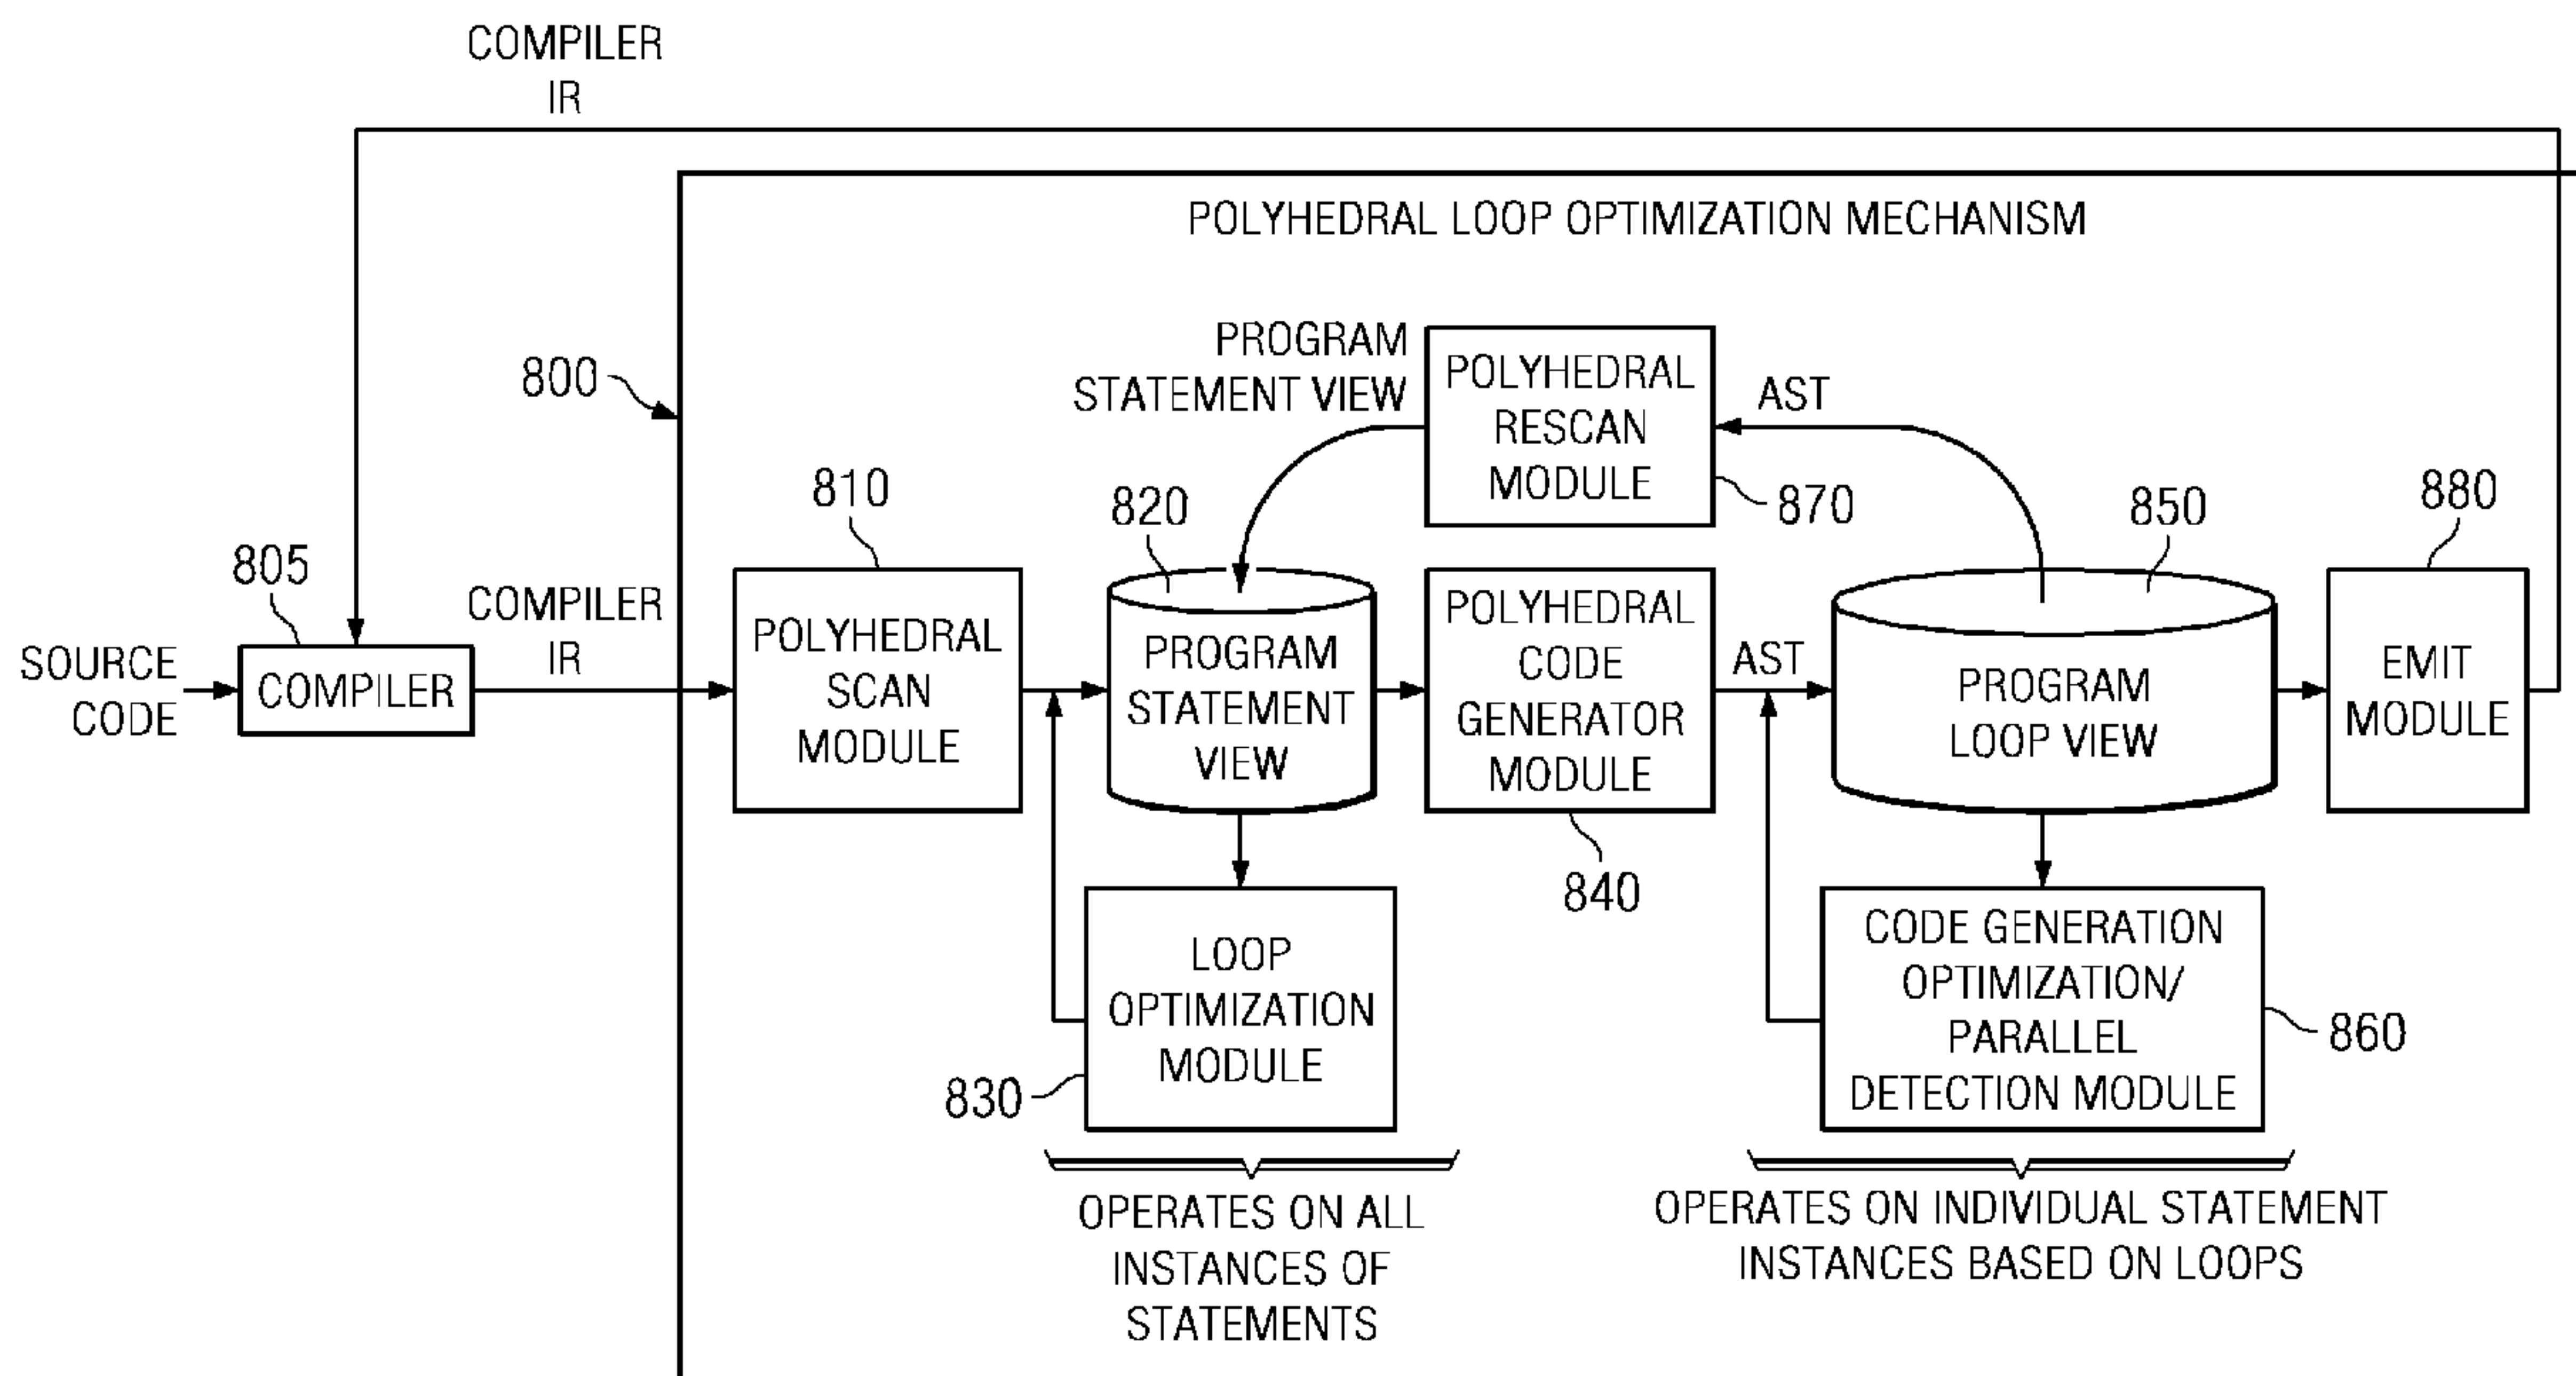 COMPILER
IR
POLYHEDRAL LOOP OPTIMIZATION MECHANISM
800
PROGRAM
STATEMENT VIEW
POLYHEDRAL
RESCAN
MODULE
AST
870
805
810
820
850
880
SOURCE
CODE
COMPILER
COMPILER
IR
POLYHEDRAL
SCAN
MODULE
PROGRAM
STATEMENT
VIEW
POLYHEDRAL
CODE
GENERATOR
MODULE
AST
PROGRAM
LOOP VIEW
EMIT
MODULE
840
LOOP
OPTIMIZATION
MODULE
830
CODE GENERATION
OPTIMIZATION/
PARALLEL
DETECTION MODULE
860
OPERATES ON ALL
INSTANCES OF
STATEMENTS
OPERATES ON INDIVIDUAL STATEMENT
INSTANCES BASED ON LOOPS